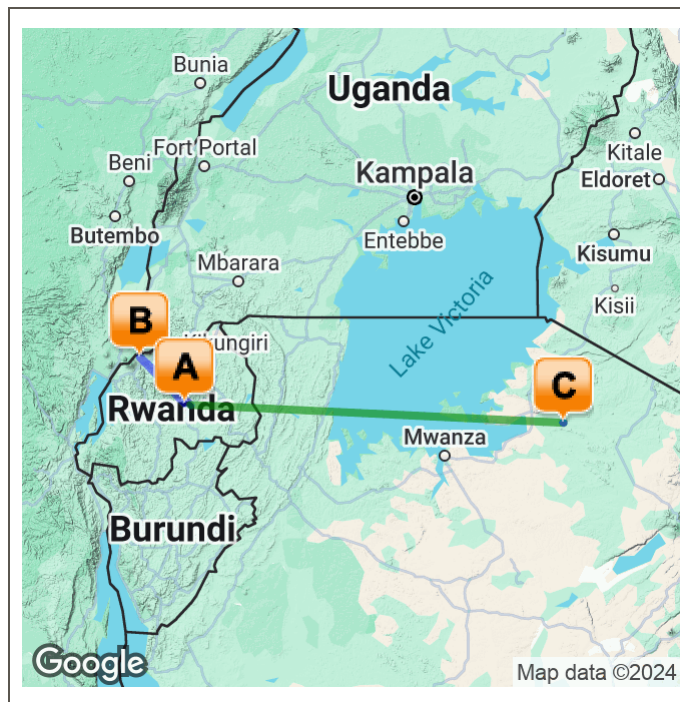 Bunia
Uganda
Fort Portal
Kitale
Beni
Kampala
Eldoret
Butembo
Entebbe
Kisumu
Mbarara
Kisii
Lake Victoria
B
A
C
Rwanda
Mwanza
Burundi
Google
Map data ©2024